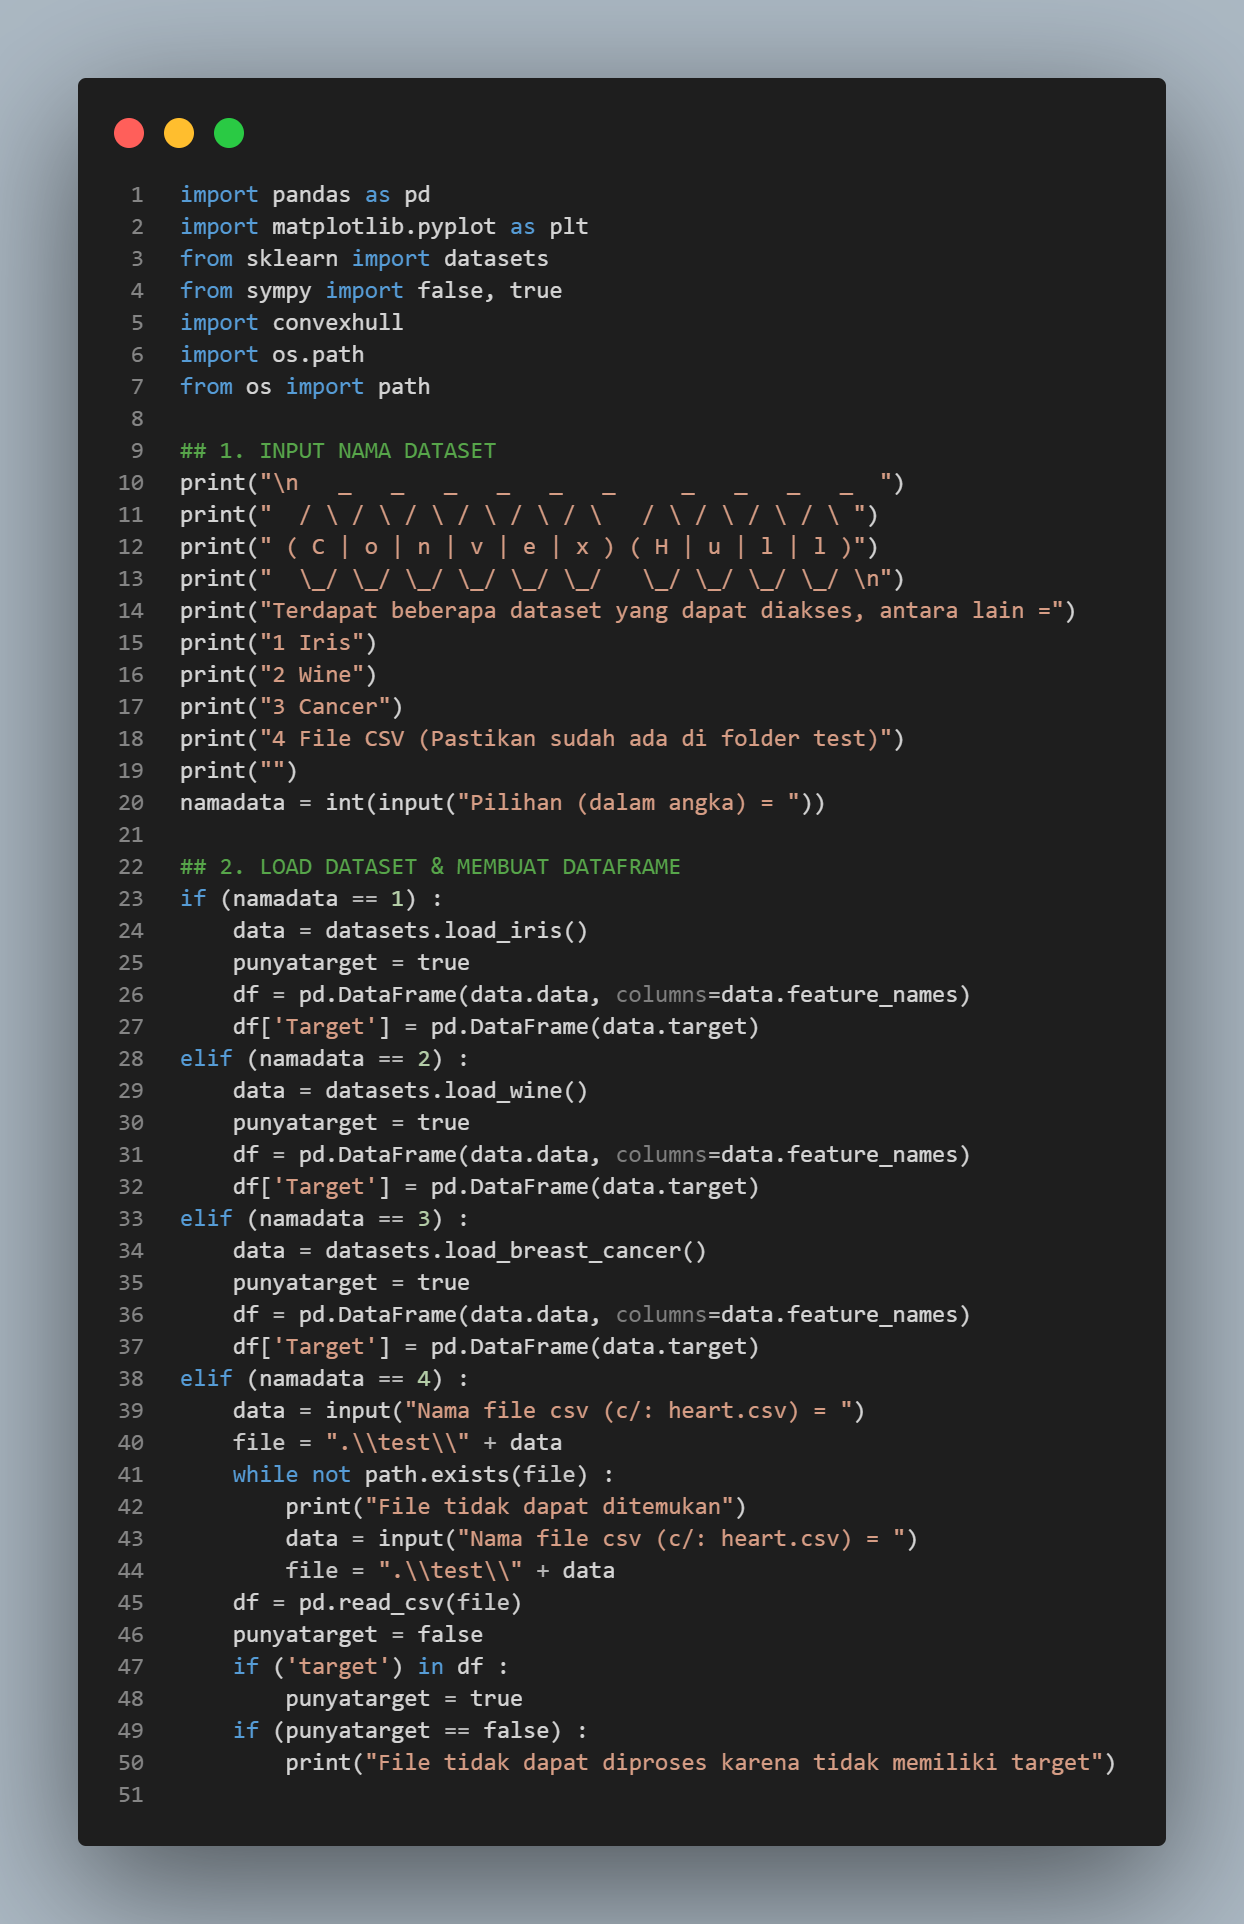 1 import pandas as pd
2 import matplotlib.pyplot as plt
3 from sklearn import datasets
4 from sympy import false, true
5 import convexhull
6 import os.path
7 from os import path
8
9 ## 1. INPUT NAMA DATASET
10 print("\n   _   _   _   _   _   _     _   _   _   _  ")
11 print("  / \ / \ / \ / \ / \ / \   / \ / \ / \ / \ ")
12 print(" ( C | o | n | v | e | x ) ( H | u | l | l )")
13 print("  \_/ \_/ \_/ \_/ \_/ \_/   \_/ \_/ \_/ \_/ \n")
14 print("Terdapat beberapa dataset yang dapat diakses, antara lain =")
15 print("1 Iris")
16 print("2 Wine")
17 print("3 Cancer")
18 print("4 File CSV (Pastikan sudah ada di folder test)")
19 print("")
20 namadata = int(input("Pilihan (dalam angka) = "))
21
22 ## 2. LOAD DATASET & MEMBUAT DATAFRAME
23 if (namadata == 1) :
24     data = datasets.load_iris()
25     punyatarget = true
26     df = pd.DataFrame(data.data, columns=data.feature_names)
27     df['Target'] = pd.DataFrame(data.target)
28 elif (namadata == 2) :
29     data = datasets.load_wine()
30     punyatarget = true
31     df = pd.DataFrame(data.data, columns=data.feature_names)
32     df['Target'] = pd.DataFrame(data.target)
33 elif (namadata == 3) :
34     data = datasets.load_breast_cancer()
35     punyatarget = true
36     df = pd.DataFrame(data.data, columns=data.feature_names)
37     df['Target'] = pd.DataFrame(data.target)
38 elif (namadata == 4) :
39     data = input("Nama file csv (c/: heart.csv) = ")
40     file = ".\\test\\" + data
41     while not path.exists(file) :
42         print("File tidak dapat ditemukan")
43         data = input("Nama file csv (c/: heart.csv) = ")
44         file = ".\\test\\" + data
45     df = pd.read_csv(file)
46     punyatarget = false
47     if ('target') in df :
48         punyatarget = true
49     if (punyatarget == false) :
50         print("File tidak dapat diproses karena tidak memiliki target")
51